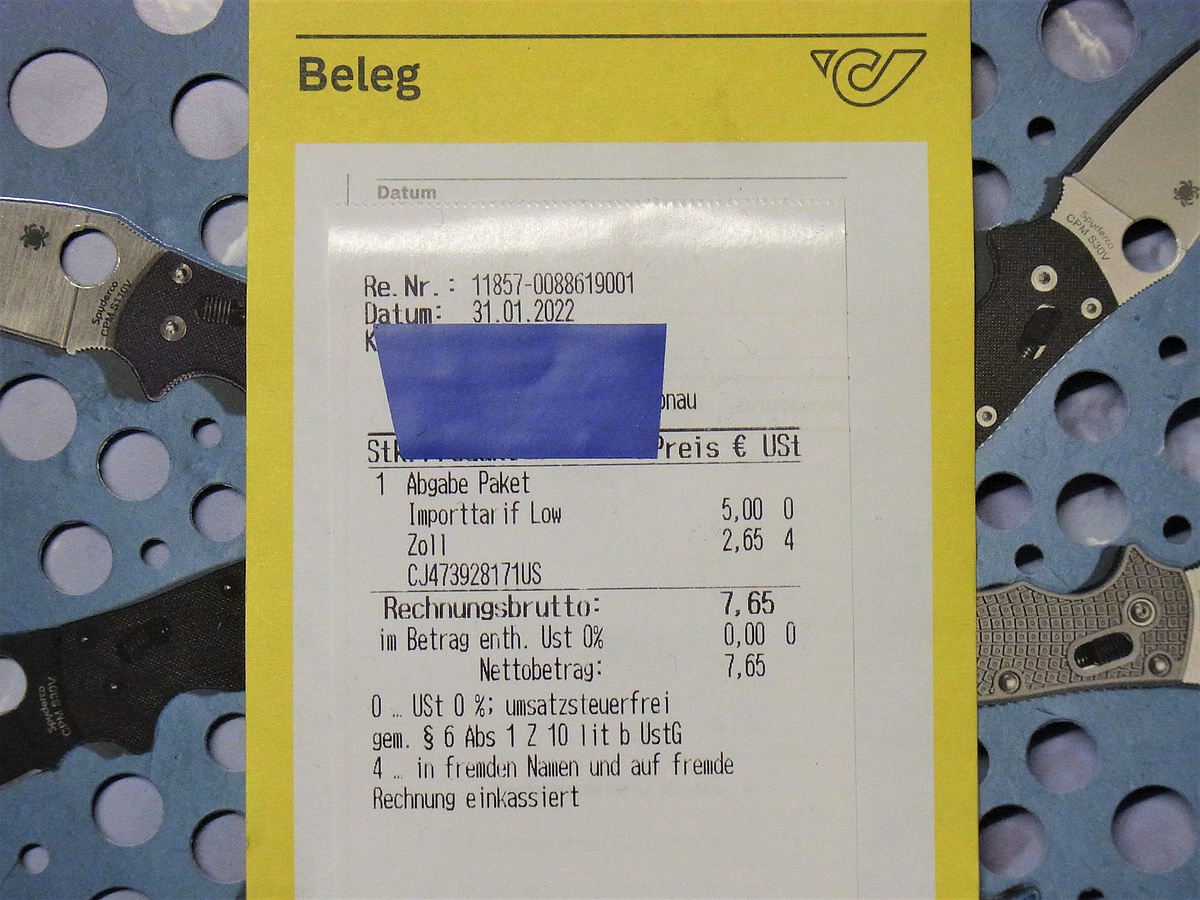 Beleg
Datum
Re.Nr.: 11857-0088619001
Datum: 31.01.2022
Preis € USt
1 Abgabe Paket
Importtarif Low 5,00 0
Zoll 2,65 4
CJ473928171US
Rechnungsbrutto: 7,65
im Betrag enth. Ust 0% 0,00 0
Nettobetrag: 7,65
0 … USt 0 %; umsatzsteuerfrei
gem. § 6 Abs 1 Z 10 lit b UstG
4 … in fremden Namen und auf fremde
Rechnung einkassiert
Spyderco
CPM S110V
Spyderco
CPM S30V
Spyderco
CPM S30V